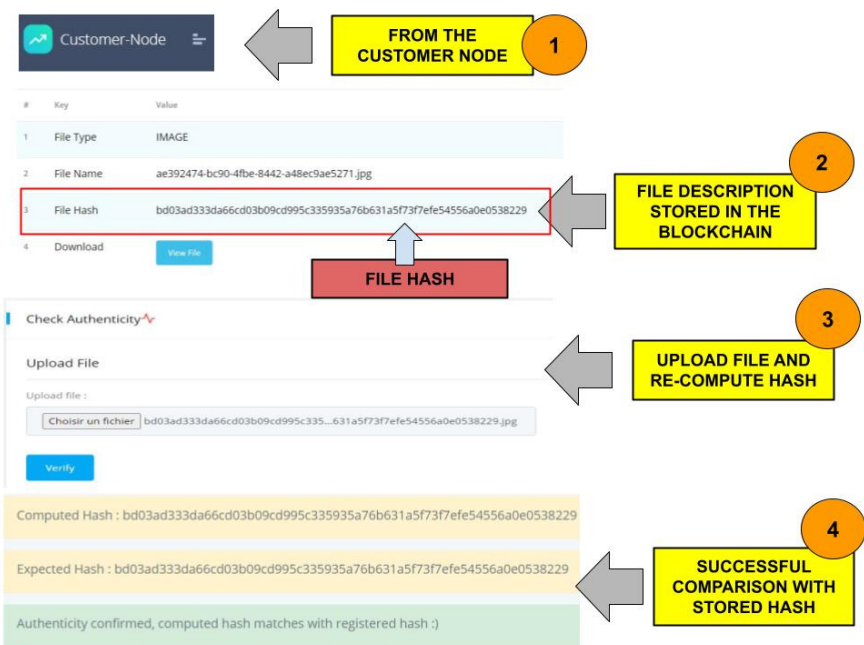 Customer-Node
FROM THE
CUSTOMER NODE
1
# Key Value
1 File Type IMAGE
2 File Name ae392474-bc90-4fbe-8442-a48ec9ae5271.jpg
3 File Hash bd03ad333da66cd03b09cd995c335935a76b631a5f73f7efe54556a0e0538229
4 Download View File
2
FILE DESCRIPTION
STORED IN THE
BLOCKCHAIN
FILE HASH
Check Authenticity
3
Upload File
UPLOAD FILE AND
RE-COMPUTE HASH
Upload file :
Choisir un fichier bd03ad333da66cd03b09cd995c335...631a5f73f7efe54556a0e0538229.jpg
Verify
Computed Hash : bd03ad333da66cd03b09cd995c335935a76b631a5f73f7efe54556a0e0538229
4
Expected Hash : bd03ad333da66cd03b09cd995c335935a76b631a5f73f7efe54556a0e0538229
SUCCESSFUL
COMPARISON WITH
STORED HASH
Authenticity confirmed, computed hash matches with registered hash :)